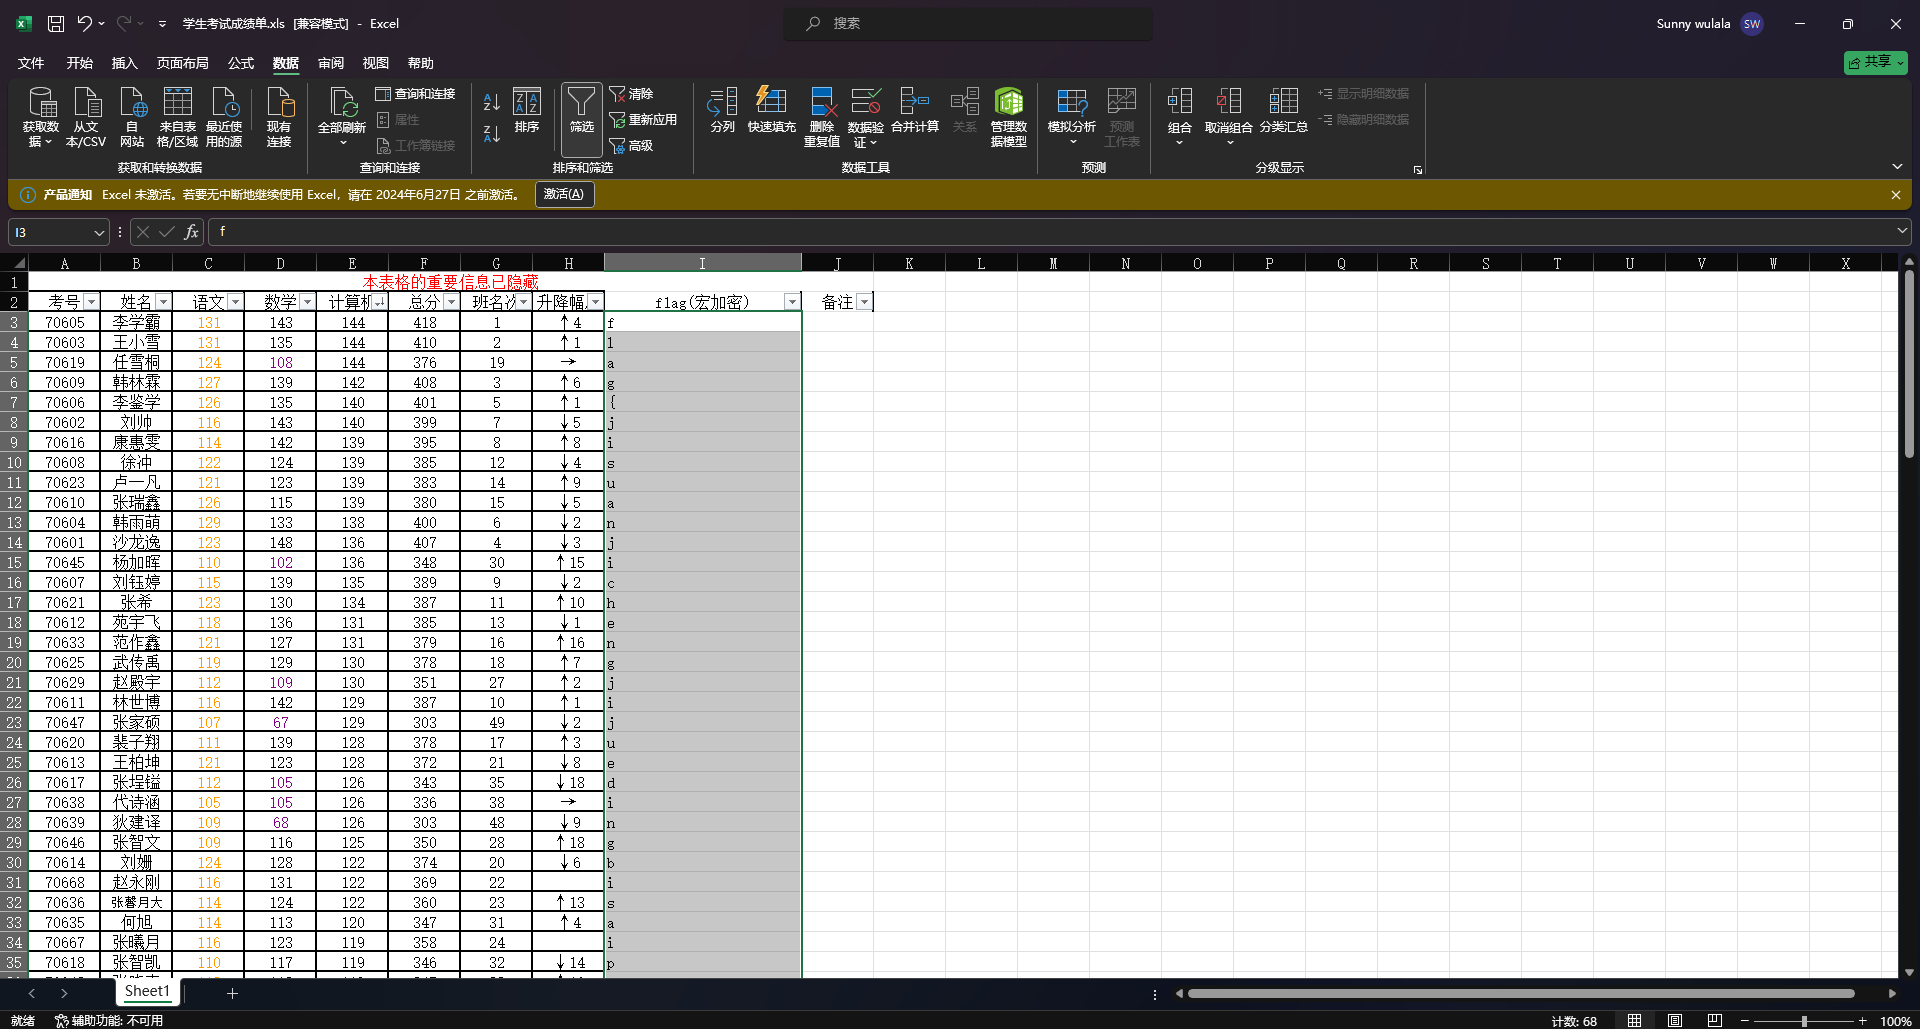 学生考试成绩单.xls [兼容模式] - Excel
搜索
Sunny wulala SW
文件 开始 插入 页面布局 公式 数据 审阅 视图 帮助
共享
获取数据 从文本/CSV 自网站 来自表格/区域 最近使用的源 现有连接
获取和转换数据
全部刷新 查询和连接 属性 工作簿链接
查询和连接
排序 筛选 清除 重新应用 高级
排序和筛选
分列 快速填充 删除重复值 数据验证 合并计算 关系 管理数据模型
数据工具
模拟分析 预测工作表
预测
组合 取消组合 分类汇总 显示明细数据 隐藏明细数据
分级显示
产品通知 Excel 未激活。若要无中断地继续使用 Excel，请在 2024年6月27日 之前激活。 激活(A)
I3 fx f
A B C D E F G H I J K L M N O P Q R S T U V W X
1 本表格的重要信息已隐藏
2 考号 姓名 语文 数学 计算机 总分 班名次 升降幅 flag(宏加密) 备注
3 70605 李学霸 131 143 144 418 1 ↑4 f
4 70603 王小雪 131 135 144 410 2 ↑1 l
5 70619 任雪桐 124 108 144 376 19 → a
6 70609 韩林霖 127 139 142 408 3 ↑6 g
7 70606 李鉴学 126 135 140 401 5 ↑1 {
8 70602 刘帅 116 143 140 399 7 ↓5 j
9 70616 康惠雯 114 142 139 395 8 ↑8 i
10 70608 徐冲 122 124 139 385 12 ↓4 s
11 70623 卢一凡 121 123 139 383 14 ↑9 u
12 70610 张瑞鑫 126 115 139 380 15 ↓5 a
13 70604 韩雨萌 129 133 138 400 6 ↓2 n
14 70601 沙龙逸 123 148 136 407 4 ↓3 j
15 70645 杨加晖 110 102 136 348 30 ↑15 i
16 70607 刘钰婷 115 139 135 389 9 ↓2 c
17 70621 张希 123 130 134 387 11 ↑10 h
18 70612 苑宇飞 118 136 131 385 13 ↓1 e
19 70633 范作鑫 121 127 131 379 16 ↑16 n
20 70625 武传禹 119 129 130 378 18 ↑7 g
21 70629 赵殿宇 112 109 130 351 27 ↑2 j
22 70611 林世博 116 142 129 387 10 ↑1 i
23 70647 张家硕 107 67 129 303 49 ↓2 j
24 70620 裴子翔 111 139 128 378 17 ↑3 u
25 70613 王柏坤 121 123 128 372 21 ↓8 e
26 70617 张埕镒 112 105 126 343 35 ↓18 d
27 70638 代诗涵 105 105 126 336 38 → i
28 70639 狄建译 109 68 126 303 48 ↓9 n
29 70646 张智文 109 116 125 350 28 ↑18 g
30 70614 刘姗 124 128 122 374 20 ↓6 b
31 70668 赵永刚 116 131 122 369 22 i
32 70636 张馨月大 114 124 122 360 23 ↑13 s
33 70635 何旭 114 113 120 347 31 ↑4 a
34 70667 张曦月 116 123 119 358 24 i
35 70618 张智凯 110 117 119 346 32 ↓14 p
Sheet1
就绪 辅助功能: 不可用 计数: 68 100%